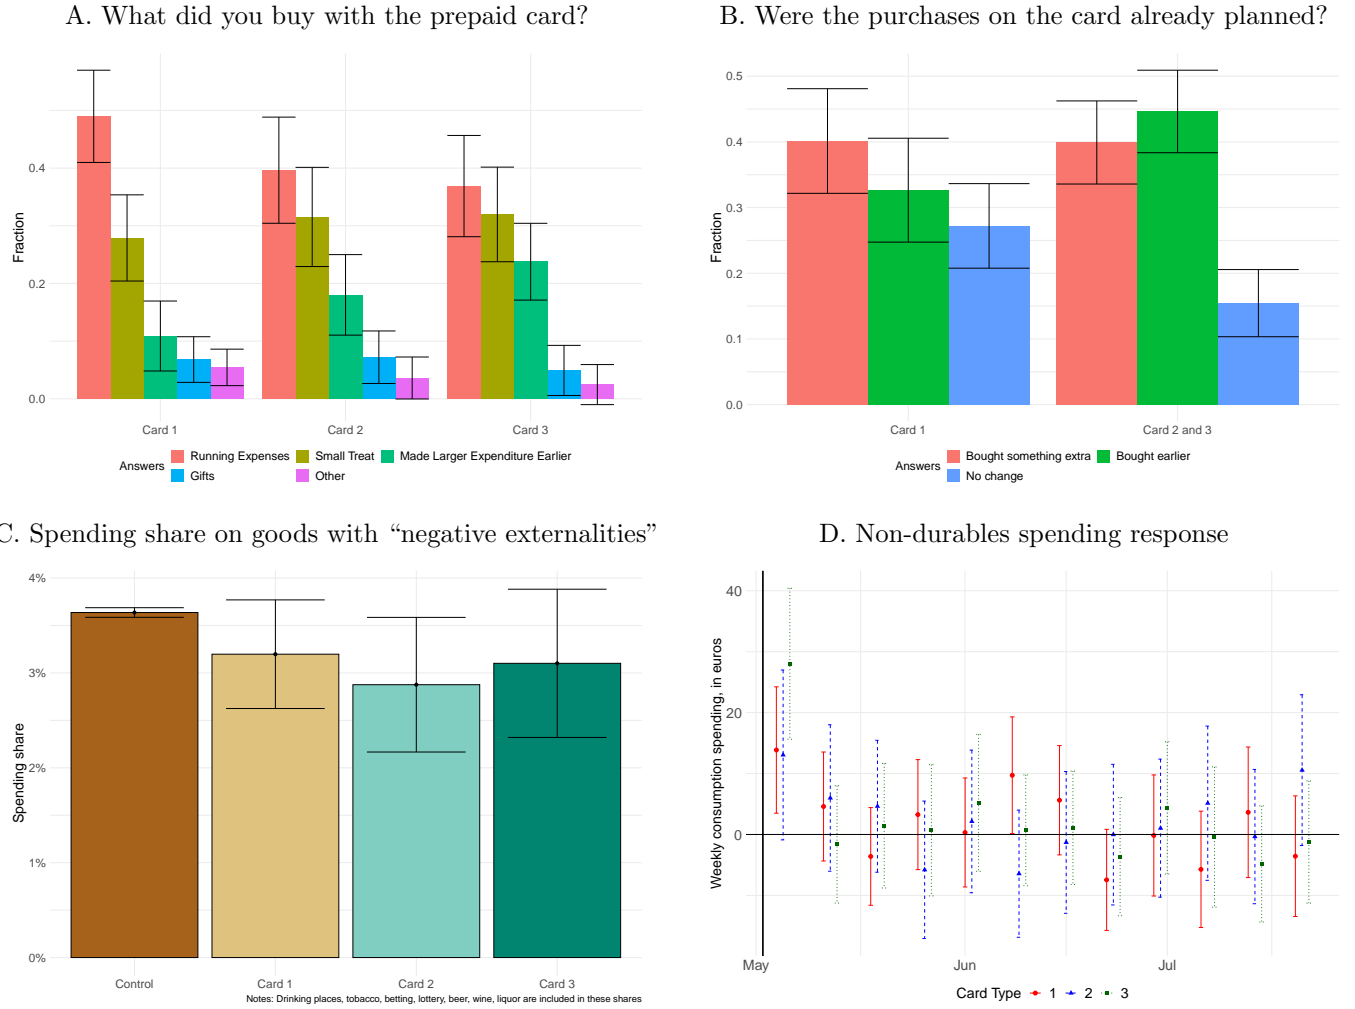 A. What did you buy with the prepaid card?
Fraction
0.4
0.2
0.0
Card 1
Card 2
Card 3
Answers
Running Expenses
Small Treat
Made Larger Expenditure Earlier
Gifts
Other
B. Were the purchases on the card already planned?
Fraction
0.5
0.4
0.3
0.2
0.1
0.0
Card 1
Card 2 and 3
Answers
Bought something extra
Bought earlier
No change
C. Spending share on goods with “negative externalities”
Spending share
4%
3%
2%
1%
0%
Control
Card 1
Card 2
Card 3
Notes: Drinking places, tobacco, betting, lottery, beer, wine, liquor are included in these shares
D. Non-durables spending response
Weekly consumption spending, in euros
40
20
0
May
Jun
Jul
Card Type
1
2
3